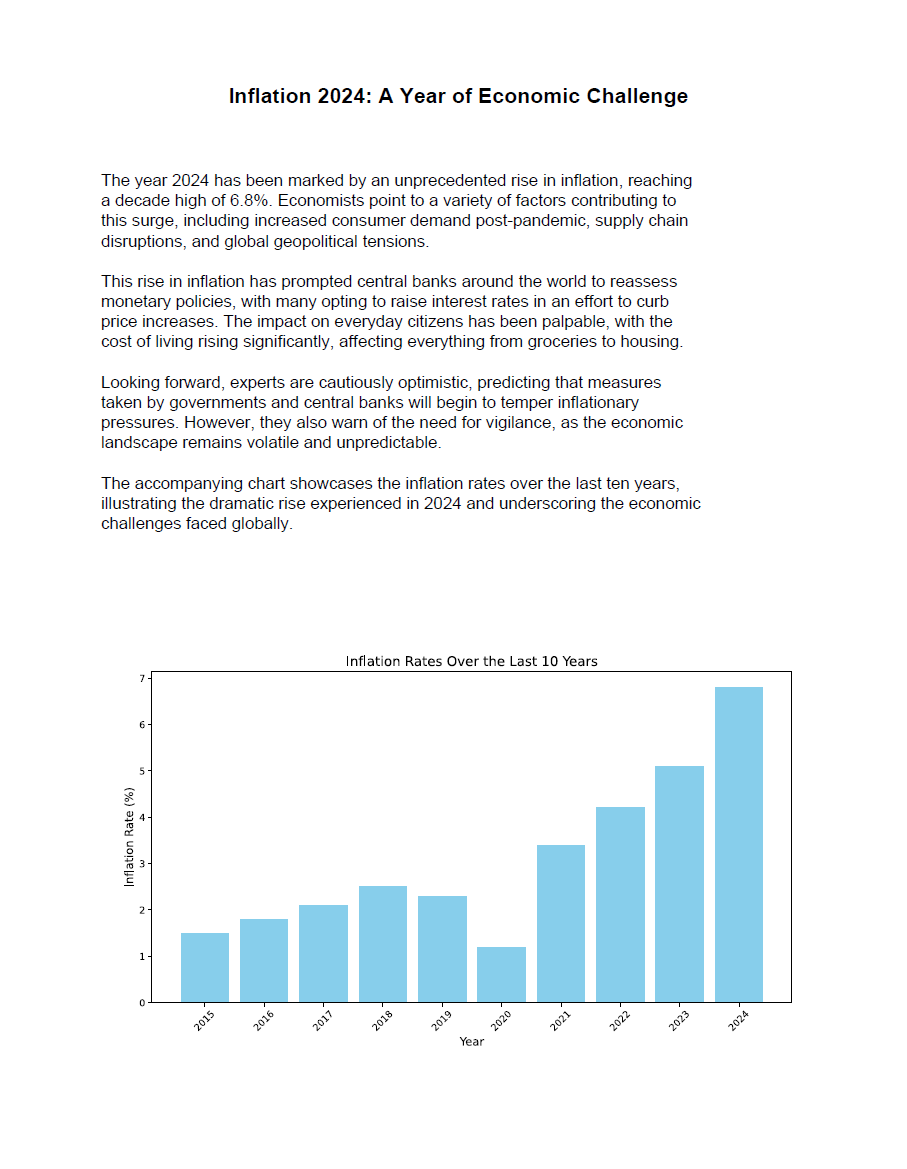 Inflation 2024: A Year of Economic Challenge
The year 2024 has been marked by an unprecedented rise in inflation, reaching
a decade high of 6.8%. Economists point to a variety of factors contributing to
this surge, including increased consumer demand post-pandemic, supply chain
disruptions, and global geopolitical tensions.
This rise in inflation has prompted central banks around the world to reassess
monetary policies, with many opting to raise interest rates in an effort to curb
price increases. The impact on everyday citizens has been palpable, with the
cost of living rising significantly, affecting everything from groceries to housing.
Looking forward, experts are cautiously optimistic, predicting that measures
taken by governments and central banks will begin to temper inflationary
pressures. However, they also warn of the need for vigilance, as the economic
landscape remains volatile and unpredictable.
The accompanying chart showcases the inflation rates over the last ten years,
illustrating the dramatic rise experienced in 2024 and underscoring the economic
challenges faced globally.
Inflation Rates Over the Last 10 Years
7
6
5
4
3
2
1
0
Inflation Rate (%)
2015 2016 2017 2018 2019 2020 2021 2022 2023 2024
Year